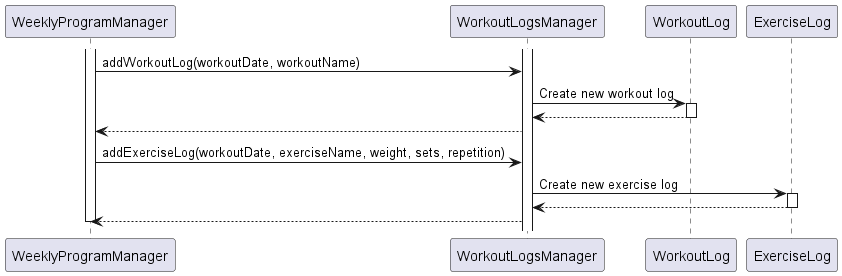 WeeklyProgramManager
WorkoutLogsManager
WorkoutLog
ExerciseLog
addWorkoutLog(workoutDate, workoutName)
Create new workout log
addExerciseLog(workoutDate, exerciseName, weight, sets, repetition)
Create new exercise log
WeeklyProgramManager
WorkoutLogsManager
WorkoutLog
ExerciseLog